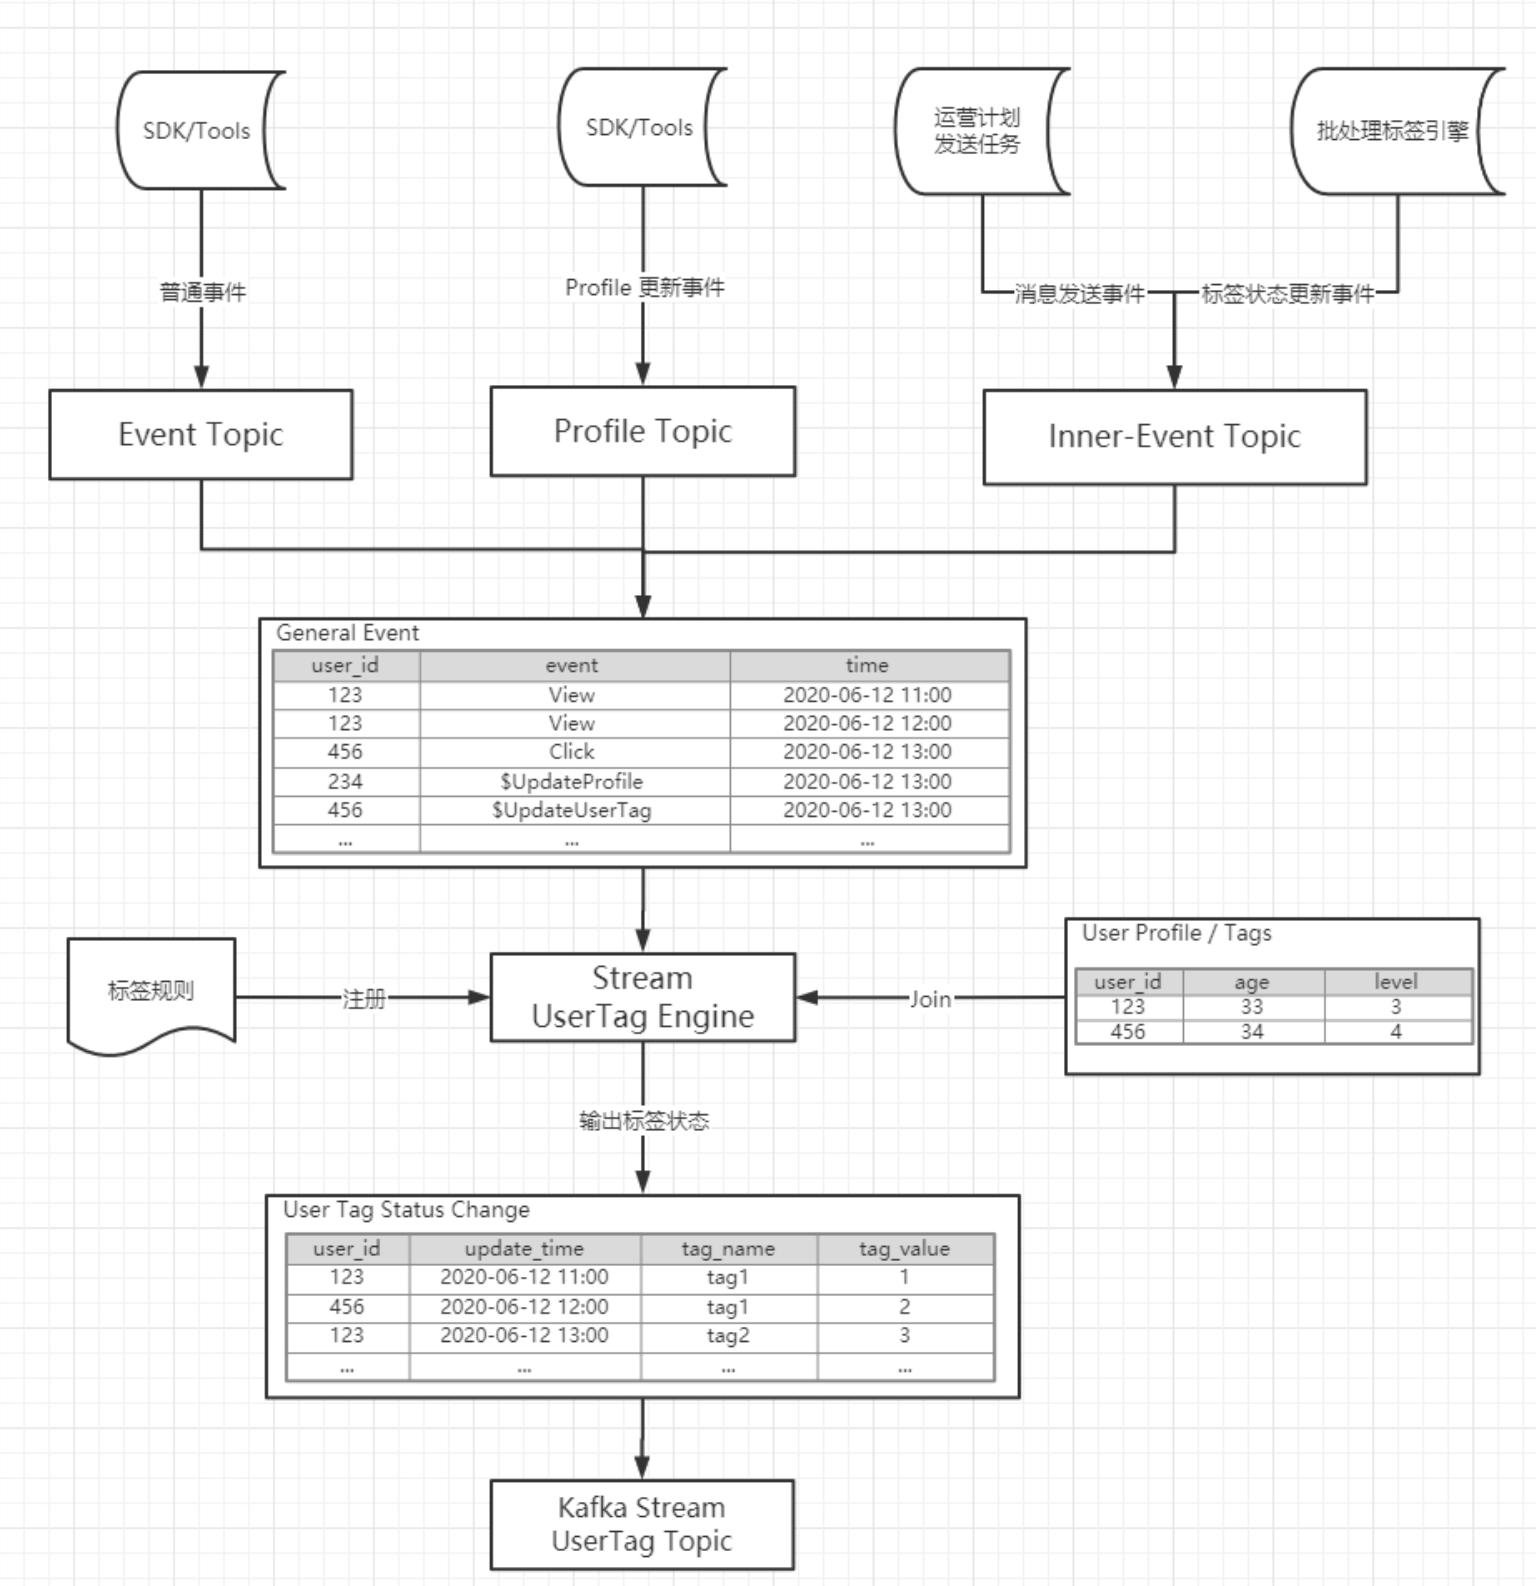 SDK/Tools
SDK/Tools
运营计划
发送任务
批处理标签引擎
普通事件
Profile 更新事件
消息发送事件
标签状态更新事件
Event Topic
Profile Topic
Inner-Event Topic
General Event
user_id event time
123 View 2020-06-12 11:00
123 View 2020-06-12 12:00
456 Click 2020-06-12 13:00
234 $UpdateProfile 2020-06-12 13:00
456 $UpdateUserTag 2020-06-12 13:00
... ... ...
标签规则
注册
Stream
UserTag Engine
Join
User Profile / Tags
user_id age level
123 33 3
456 34 4
输出标签状态
User Tag Status Change
user_id update_time tag_name tag_value
123 2020-06-12 11:00 tag1 1
456 2020-06-12 12:00 tag1 2
123 2020-06-12 13:00 tag2 3
... ... ... ...
Kafka Stream
UserTag Topic